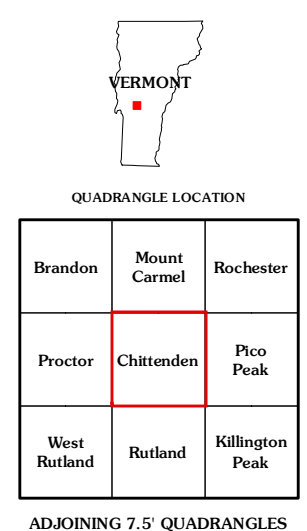 VERMONT
QUADRANGLE LOCATION
Brandon
Mount
Carmel
Rochester
Proctor
Chittenden
Pico
Peak
West
Rutland
Rutland
Killington
Peak
ADJOINING 7.5' QUADRANGLES